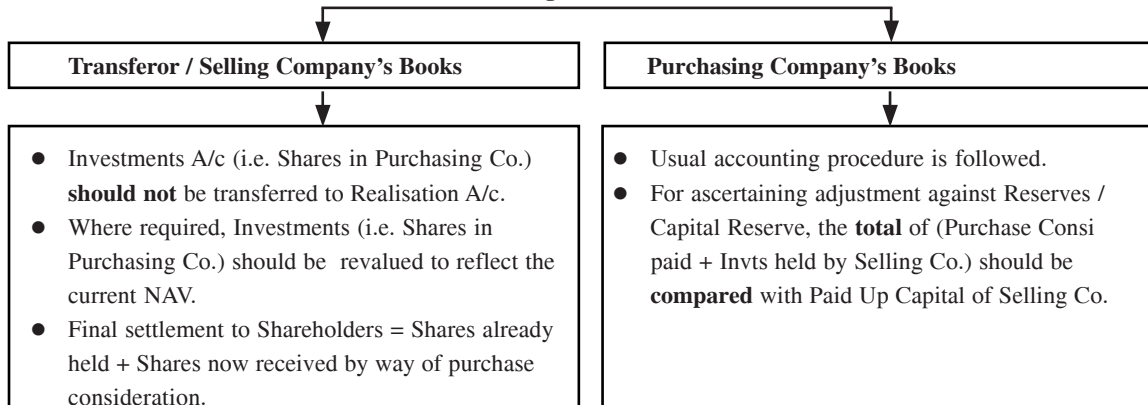 Transferor / Selling Company's Books
● Investments A/c (i.e. Shares in Purchasing Co.)
should not be transferred to Realisation A/c.
● Where required, Investments (i.e. Shares in
Purchasing Co.) should be revalued to reflect the
current NAV.
● Final settlement to Shareholders = Shares already
held + Shares now received by way of purchase
consideration.
Purchasing Company's Books
● Usual accounting procedure is followed.
● For ascertaining adjustment against Reserves /
Capital Reserve, the total of (Purchase Consi
paid + Invts held by Selling Co.) should be
compared with Paid Up Capital of Selling Co.